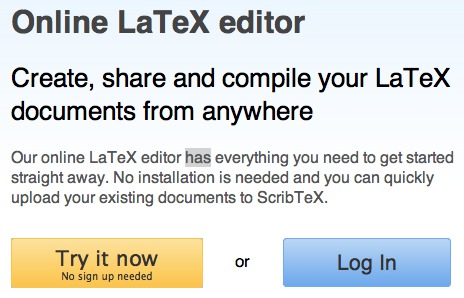 Online LaTeX editor
Create, share and compile your LaTeX
documents from anywhere
Our online LaTeX editor has everything you need to get started
straight away. No installation is needed and you can quickly
upload your existing documents to ScribTeX.
Try it now
No sign up needed
or
Log In